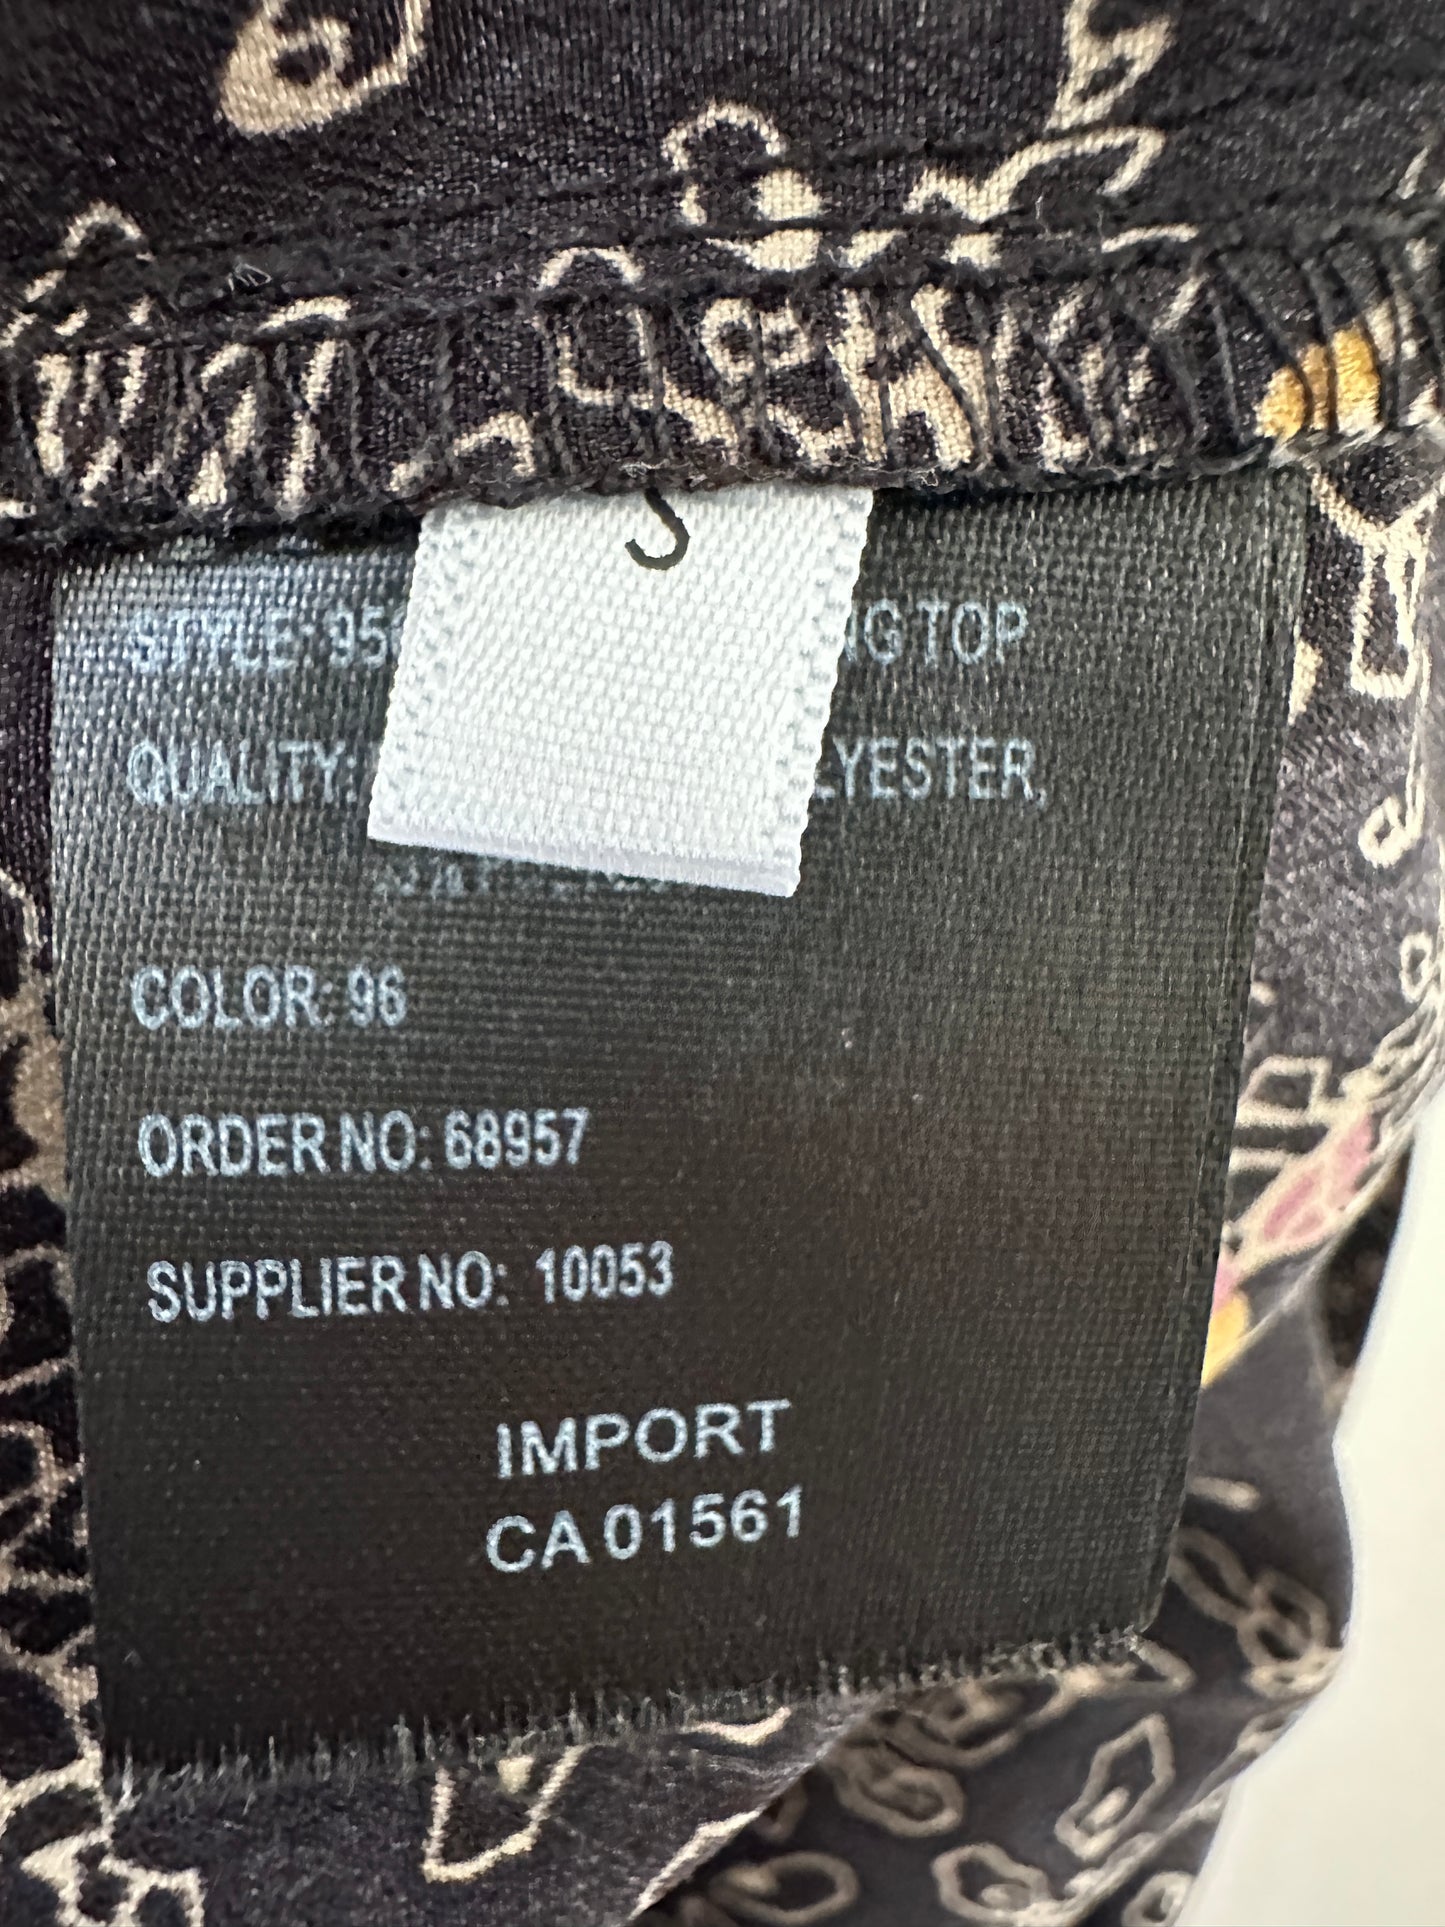 S
STYLE: 95
NG TOP
QUALITY:
LYESTER,
COLOR: 96
ORDER NO: 68957
SUPPLIER NO: 10053
IMPORT
CA 01561